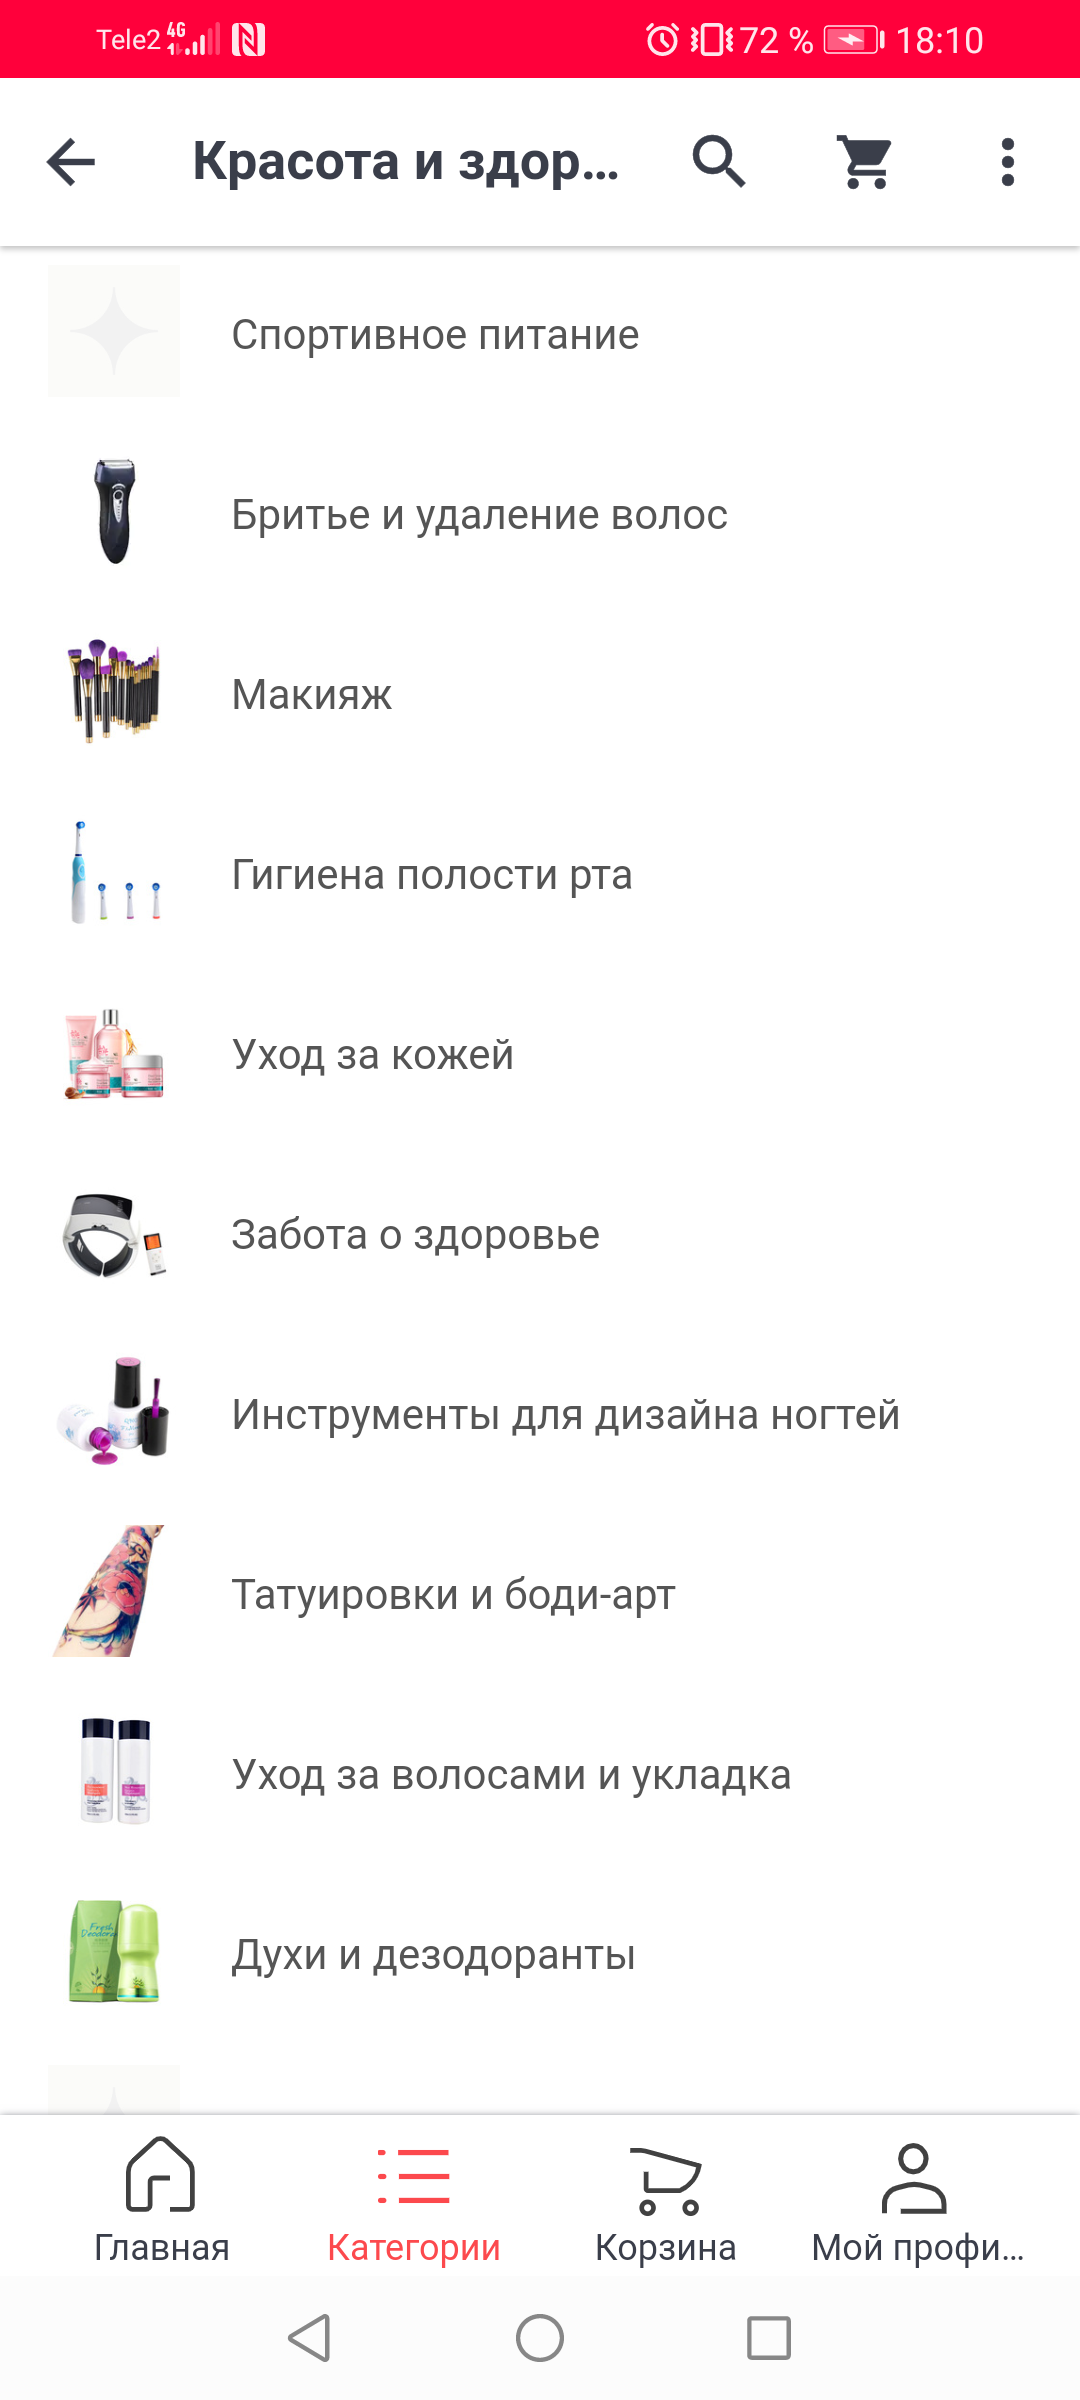 Tele2 4G 72 % 18:10
Красота и здор...
Спортивное питание
Бритье и удаление волос
Макияж
Гигиена полости рта
Уход за кожей
Забота о здоровье
Инструменты для дизайна ногтей
Татуировки и боди-арт
Уход за волосами и укладка
Fresh
Духи и дезодоранты
Главная Категории Корзина Мой профи...